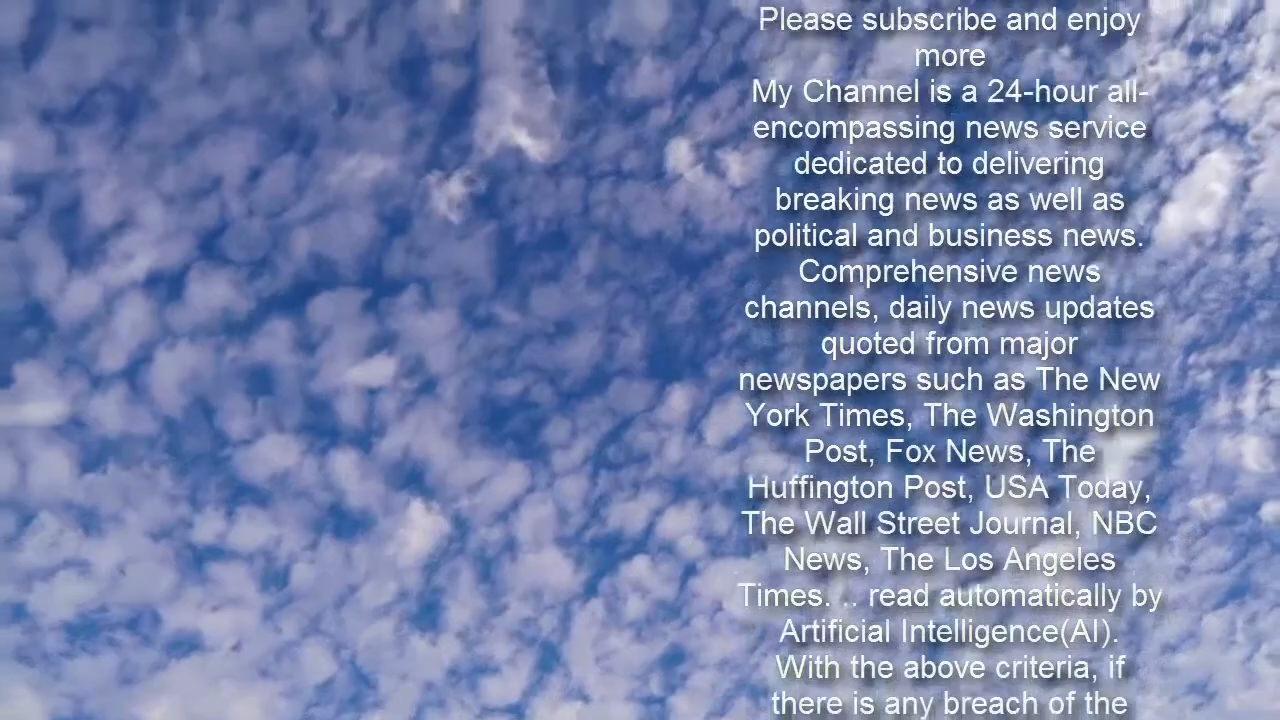 Please subscribe and enjoy
more
My Channel is a 24-hour all-
encompassing news service
dedicated to delivering
breaking news as well as
political and business news.
Comprehensive news
channels, daily news updates
quoted from major
newspapers such as The New
York Times, The Washington
Post, Fox News, The
Huffington Post, USA Today,
The Wall Street Journal, NBC
News, The Los Angeles
Times. .. read automatically by
Artificial Intelligence(AI).
With the above criteria, if
there is any breach of the